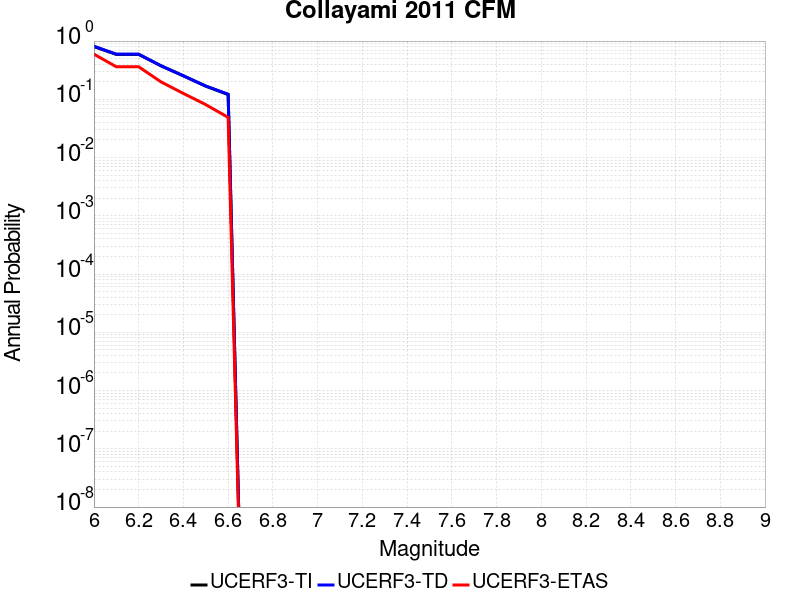 Collayami 2011 CFM
Annual Probability
10^0
10^-1
10^-2
10^-3
10^-4
10^-5
10^-6
10^-7
10^-8
6 6.2 6.4 6.6 6.8 7 7.2 7.4 7.6 7.8 8 8.2 8.4 8.6 8.8 9
Magnitude
UCERF3-TI UCERF3-TD UCERF3-ETAS